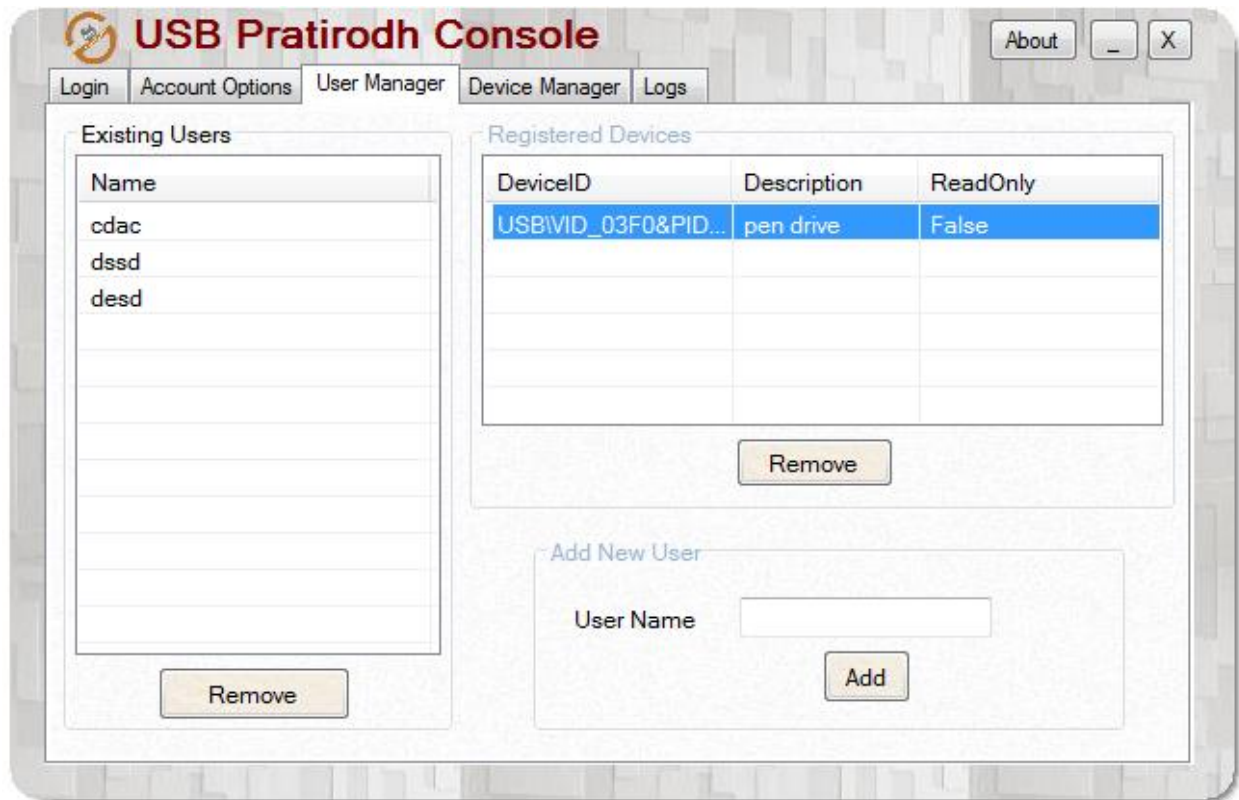 USB Pratirodh Console
About _ X
Login Account Options User Manager Device Manager Logs
Existing Users
Name
cdac
dssd
desd
Remove
Registered Devices
DeviceID Description ReadOnly
USB\VID_03F0&PID... pen drive False
Remove
Add New User
User Name
Add